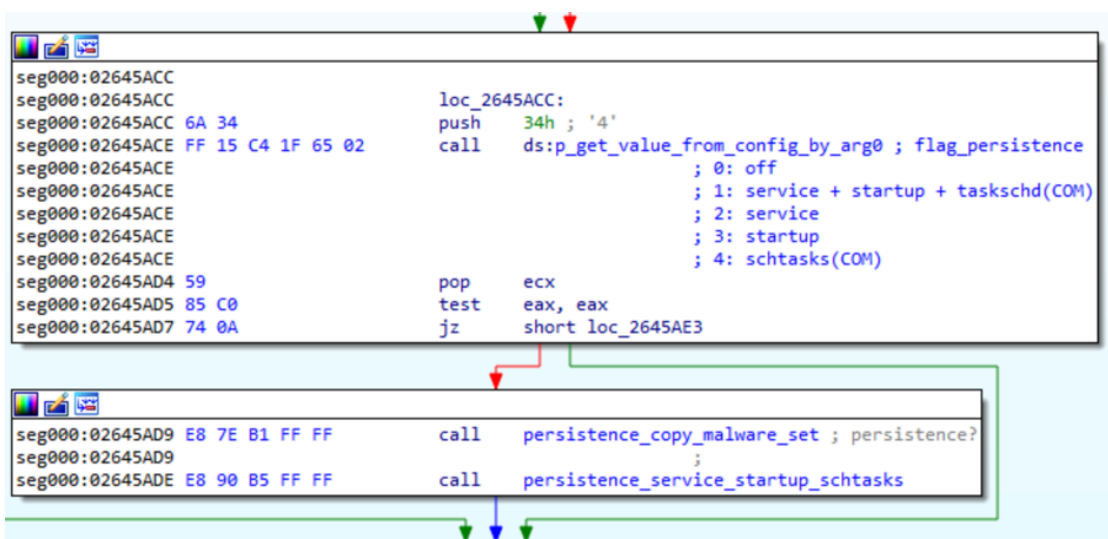 seg000:02645ACC
seg000:02645ACC loc_2645ACC:
seg000:02645ACC 6A 34 push 34h ; '4'
seg000:02645ACE FF 15 C4 1F 65 02 call ds:p_get_value_from_config_by_arg0 ; flag_persistence
seg000:02645ACE ; 0: off
seg000:02645ACE ; 1: service + startup + taskschd(COM)
seg000:02645ACE ; 2: service
seg000:02645ACE ; 3: startup
seg000:02645ACE ; 4: schtasks(COM)
seg000:02645AD4 59 pop ecx
seg000:02645AD5 85 C0 test eax, eax
seg000:02645AD7 74 0A jz short loc_2645AE3
seg000:02645AD9 E8 7E B1 FF FF call persistence_copy_malware_set ; persistence?
seg000:02645AD9 ;
seg000:02645ADE E8 90 B5 FF FF call persistence_service_startup_schtasks